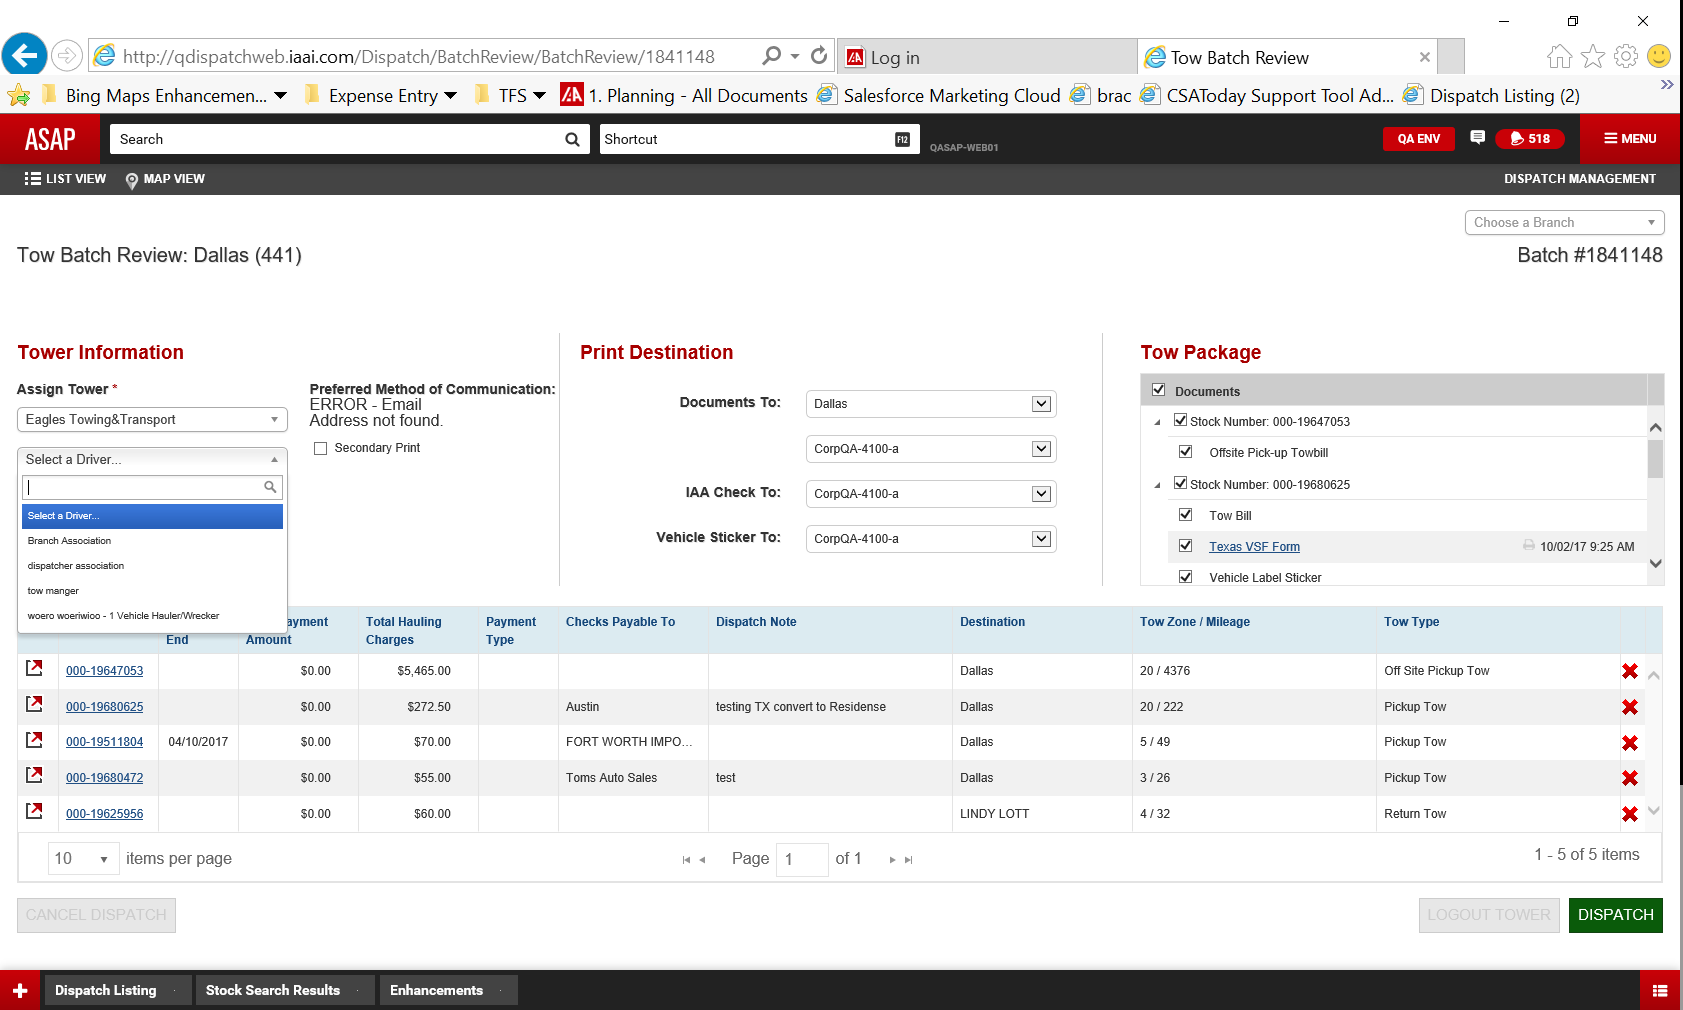 http://qdispatchweb.iaai.com/Dispatch/BatchReview/BatchReview/1841148
Log in
Tow Batch Review
Bing Maps Enhancemen...
Expense Entry
TFS
1. Planning - All Documents
Salesforce Marketing Cloud
brac
CSAToday Support Tool Ad...
Dispatch Listing (2)
ASAP
Search
Shortcut
F12
QASAP-WEB01
QA ENV
518
MENU
LIST VIEW
MAP VIEW
DISPATCH MANAGEMENT
Choose a Branch
Tow Batch Review: Dallas (441)
Batch #1841148
Tower Information
Assign Tower *
Eagles Towing&Transport
Select a Driver...
Select a Driver...
Branch Association
dispatcher association
tow manger
woero woeriwioo - 1 Vehicle Hauler/Wrecker
Preferred Method of Communication:
ERROR - Email
Address not found.
Secondary Print
Print Destination
Documents To: Dallas
CorpQA-4100-a
IAA Check To: CorpQA-4100-a
Vehicle Sticker To: CorpQA-4100-a
Tow Package
Documents
Stock Number: 000-19647053
Offsite Pick-up Towbill
Stock Number: 000-19680625
Tow Bill
Texas VSF Form 10/02/17 9:25 AM
Vehicle Label Sticker
ayment Total Hauling Payment Checks Payable To Dispatch Note Destination Tow Zone / Mileage Tow Type
End Amount Charges Type
000-19647053 $0.00 $5,465.00 Dallas 20 / 4376 Off Site Pickup Tow
000-19680625 $0.00 $272.50 Austin testing TX convert to Residense Dallas 20 / 222 Pickup Tow
000-19511804 04/10/2017 $0.00 $70.00 FORT WORTH IMPO... Dallas 5 / 49 Pickup Tow
000-19680472 $0.00 $55.00 Toms Auto Sales test Dallas 3 / 26 Pickup Tow
000-19625956 $0.00 $60.00 LINDY LOTT 4 / 32 Return Tow
10 items per page
Page 1 of 1
1 - 5 of 5 items
CANCEL DISPATCH
LOGOUT TOWER
DISPATCH
Dispatch Listing
Stock Search Results
Enhancements